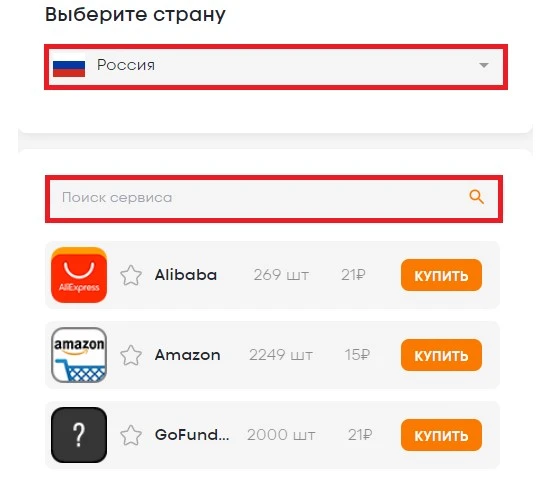 Выберите страну
Россия
Поиск сервиса
AliExpress
Alibaba 269 шт 21₽ КУПИТЬ
amazon
Amazon 2249 шт 15₽ КУПИТЬ
?
GoFund... 2000 шт 21₽ КУПИТЬ